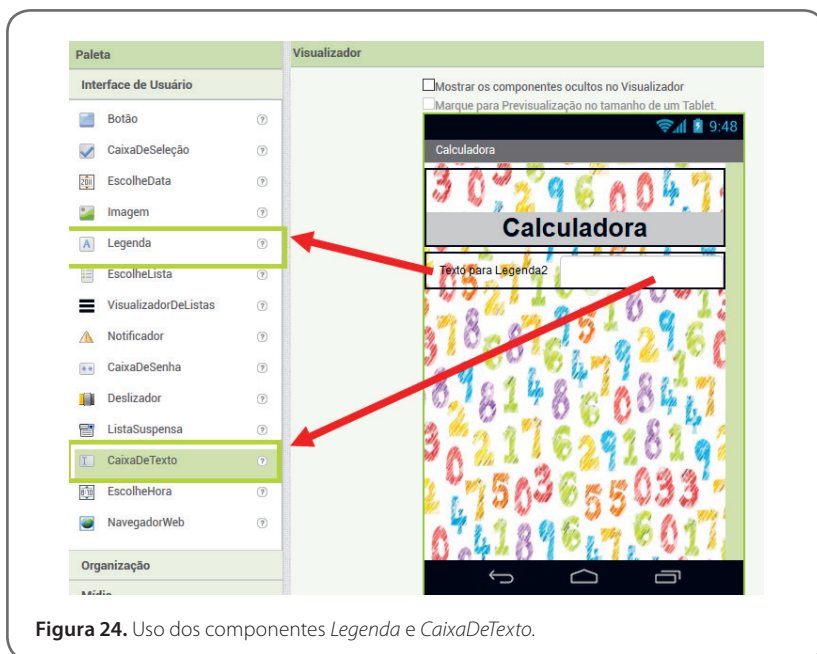 Paleta
Interface de Usuário
Botão
CaixaDeSeleção
EscolheData
Imagem
Legenda
EscolheLista
VisualizadorDeListas
Notificador
CaixaDeSenha
Deslizador
ListaSuspensa
CaixaDeTexto
EscolheHora
NavegadorWeb
Organização
Mídia
Visualizador
Mostrar os componentes ocultos no Visualizador
Marque para Previsualização no tamanho de um Tablet.
9:48
Calculadora
Calculadora
Texto para Legenda2
Figura 24. Uso dos componentes Legenda e CaixaDeTexto.